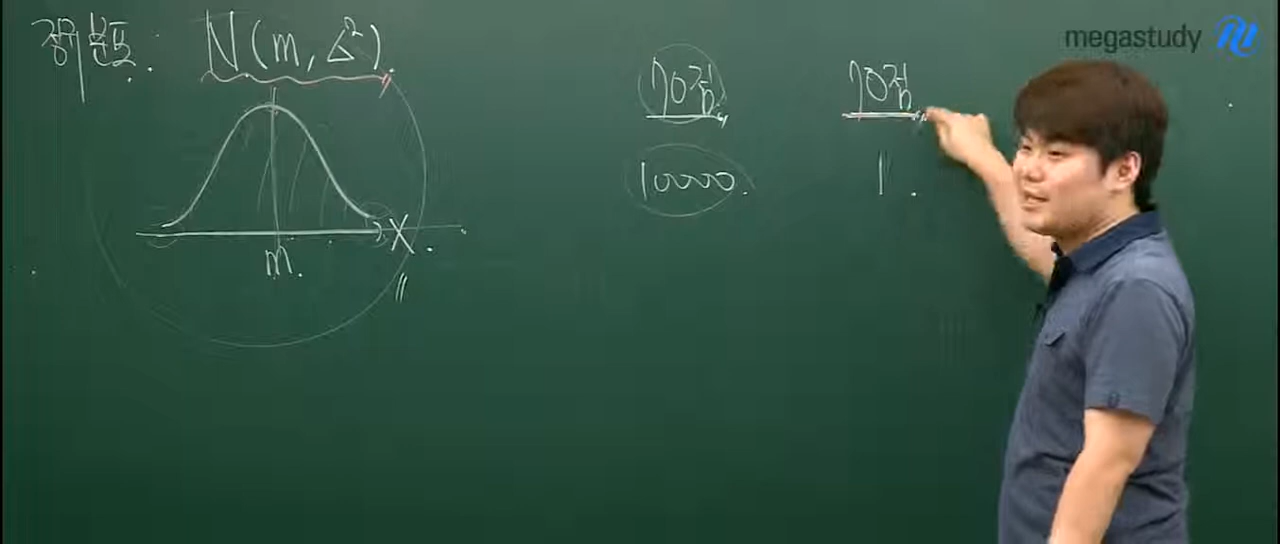 정규분포 : N(m, σ²).
m.
X.
70점
10000.
70점
1.
megastudy